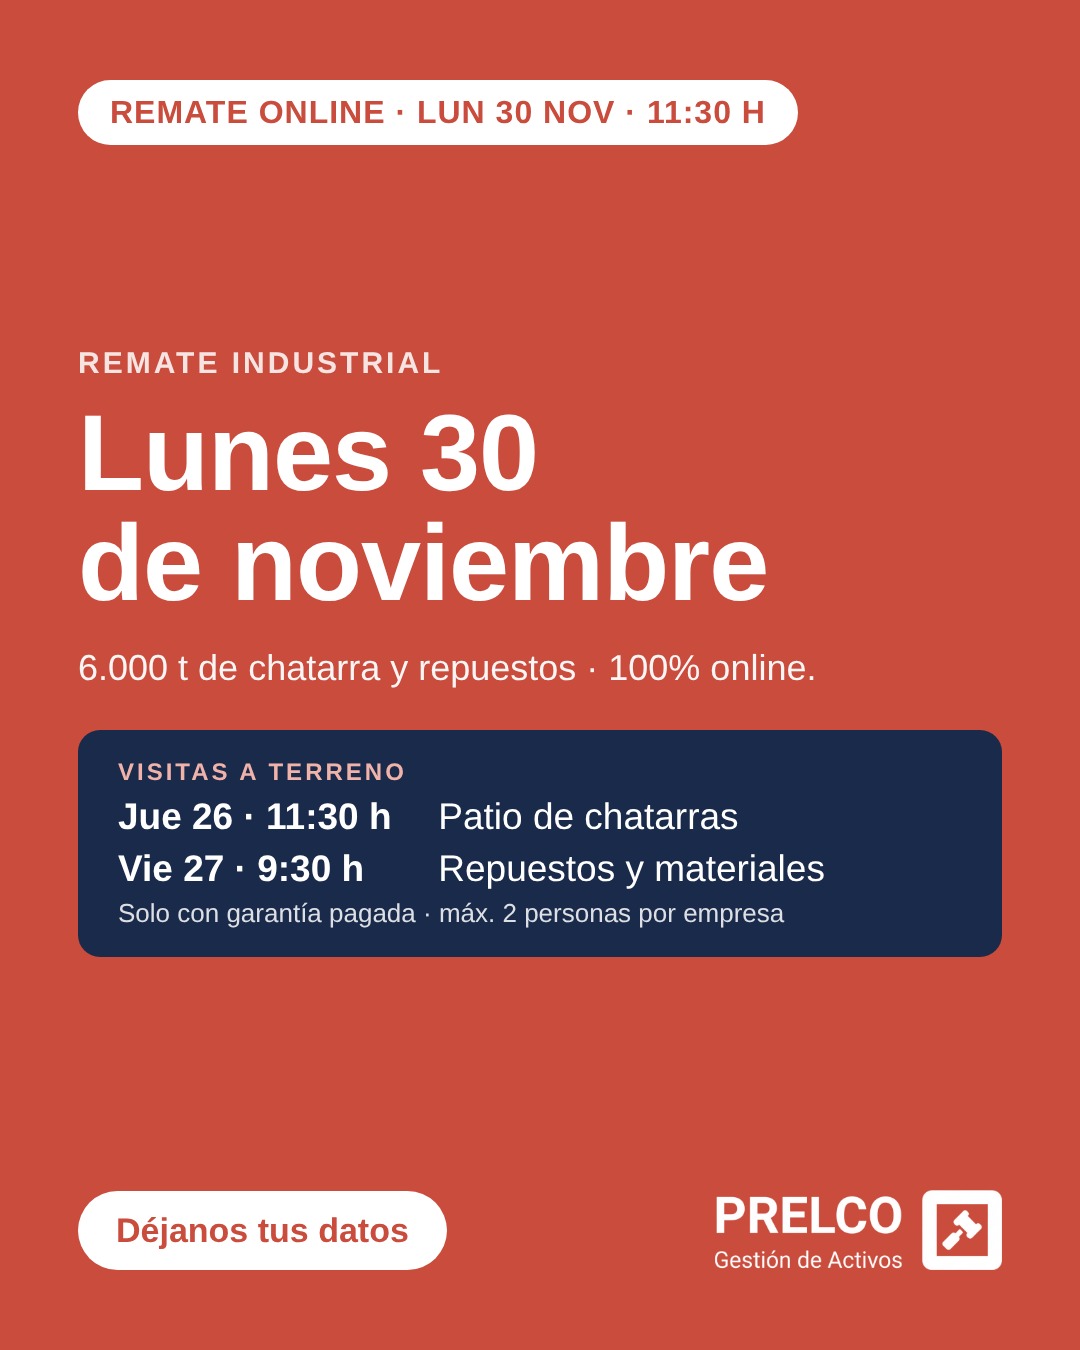 REMATE ONLINE · LUN 30 NOV · 11:30 H
REMATE INDUSTRIAL
Lunes 30
de noviembre
6.000 t de chatarra y repuestos · 100% online.
VISITAS A TERRENO
Jue 26 · 11:30 h Patio de chatarras
Vie 27 · 9:30 h Repuestos y materiales
Solo con garantía pagada · máx. 2 personas por empresa
Déjanos tus datos
PRELCO
Gestión de Activos